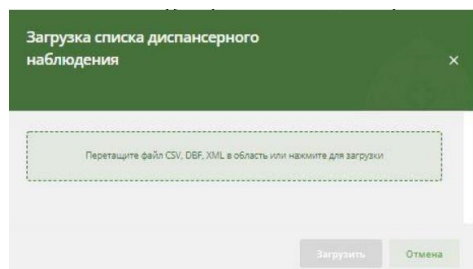 Загрузка списка диспансерного
наблюдения
Перетащите файл CSV, DBF, XML в область или нажмите для загрузки
Загрузить
Отмена